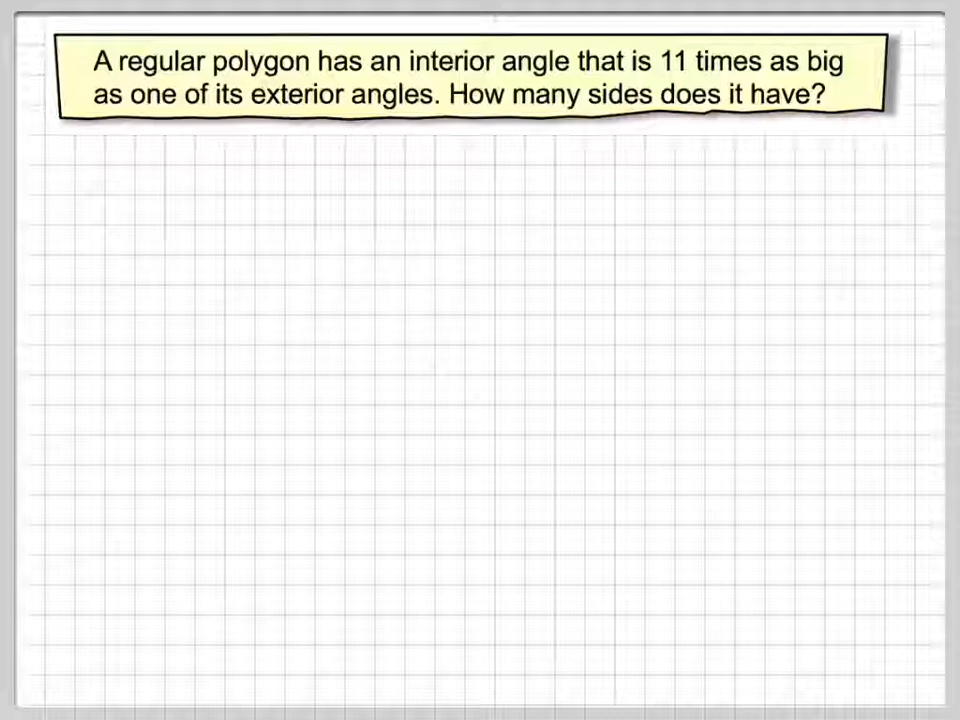 A regular polygon has an interior angle that is 11 times as big
as one of its exterior angles. How many sides does it have?